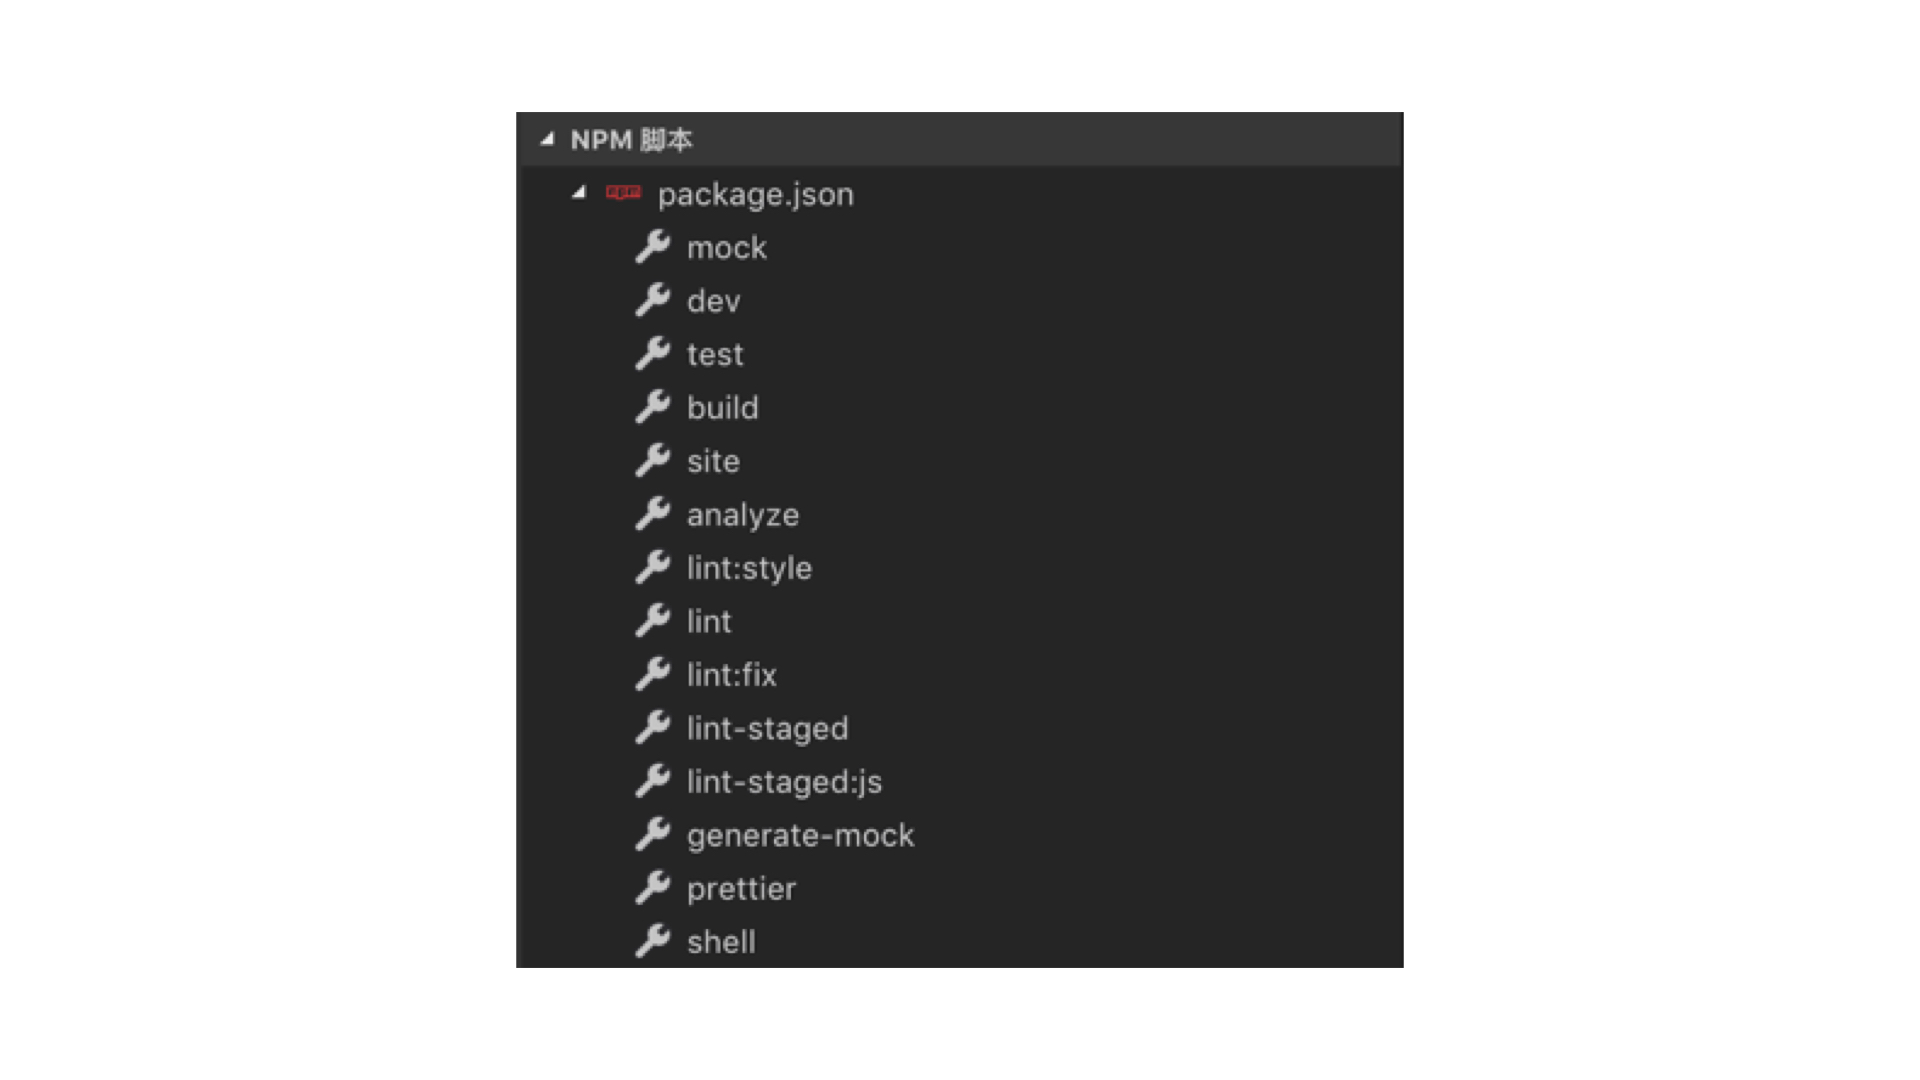 NPM 脚本
package.json
mock
dev
test
build
site
analyze
lint:style
lint
lint:fix
lint-staged
lint-staged:js
generate-mock
prettier
shell